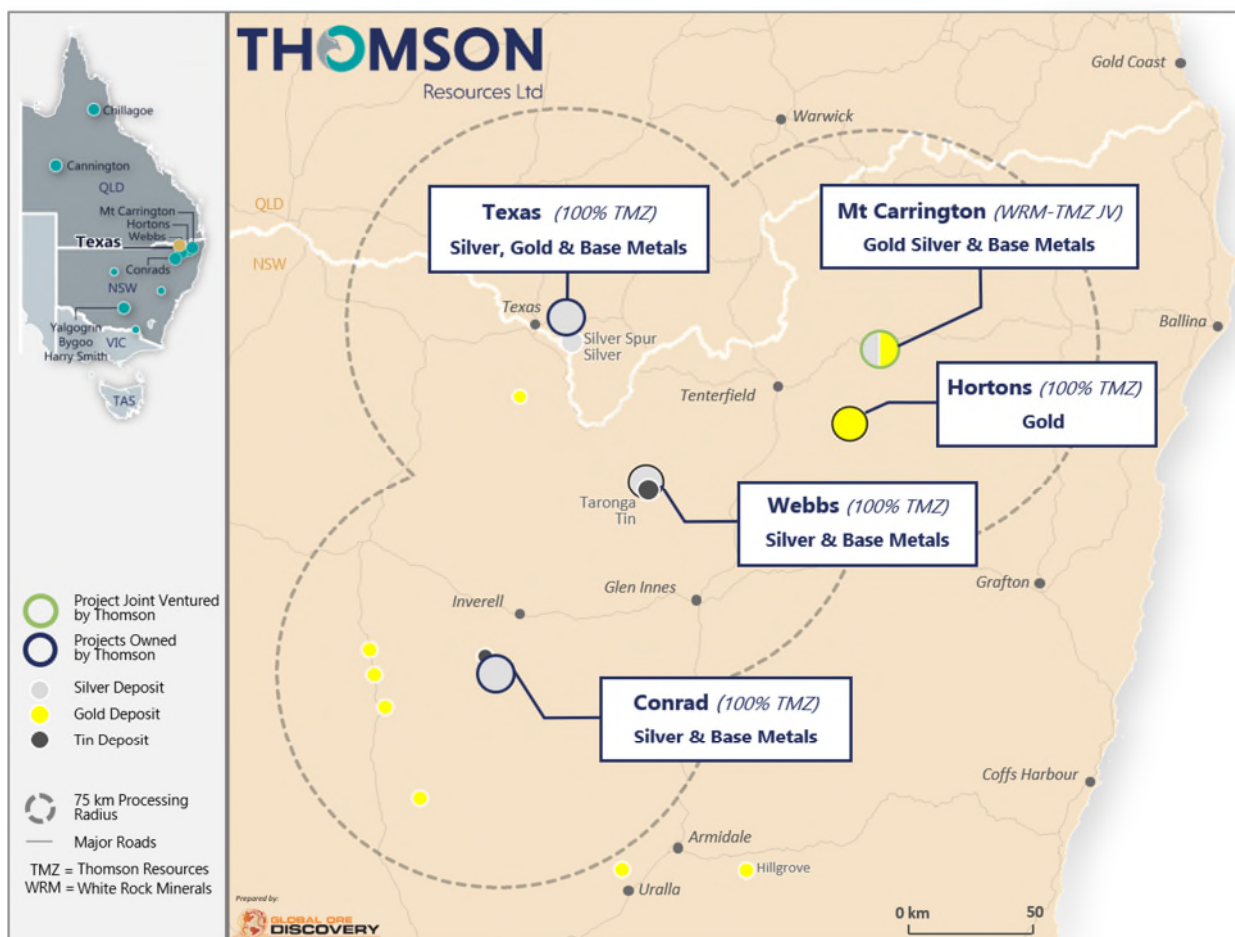 THOMSON
Resources Ltd
Chillagoe
Cannington
QLD
Mt Carrington
Hortons
Webbs
Texas
Conrads
NSW
Yalgogrin
Bygoo
Harry Smith
VIC
TAS
Project Joint Ventured
by Thomson
Projects Owned
by Thomson
Silver Deposit
Gold Deposit
Tin Deposit
75 km Processing
Radius
Major Roads
TMZ = Thomson Resources
WRM = White Rock Minerals
Gold Coast
Warwick
QLD
NSW
Texas (100% TMZ)
Silver, Gold & Base Metals
Mt Carrington (WRM-TMZ JV)
Gold Silver & Base Metals
Texas
Silver Spur
Silver
Ballina
Tenterfield
Hortons (100% TMZ)
Gold
Taronga
Tin
Webbs (100% TMZ)
Silver & Base Metals
Glen Innes
Grafton
Inverell
Conrad (100% TMZ)
Silver & Base Metals
Coffs Harbour
Armidale
Hillgrove
Uralla
Prepared by:
GLOBAL ORE
DISCOVERY
0 km 50